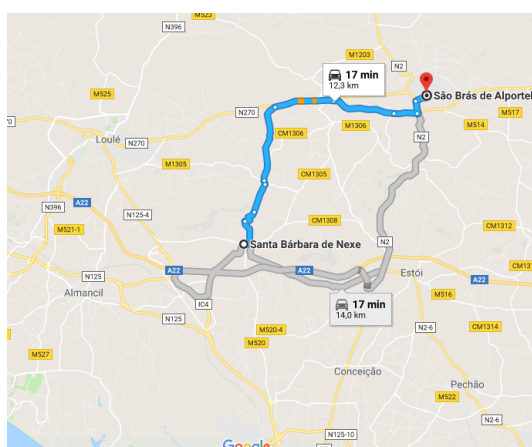 M523
N396
N2
M1203
17 min
12,3 km
M525
São Brás de Alportel
N270
M517
Loulé
CM1306
M1306
M514
N270
N2
M1305
CM1305
N396
A22
N125-4
CM1308
CM1312
M521-1
Santa Bárbara de Nexe
N2
A22
A22
Estói
A22
CM131
N125
Almancil
IC4
17 min
14,0 km
M516
N125
M520-4
N2-6
CM1314
M527
M520
Conceição
Pechão
M522
N125-10
N2-6
Google